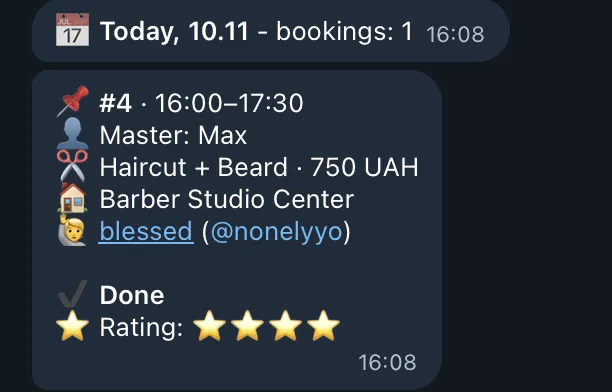 📅 Today, 10.11 - bookings: 1 16:08
📌 #4 · 16:00–17:30
👤 Master: Max
✂️ Haircut + Beard · 750 UAH
🏠 Barber Studio Center
🙋 blessed (@nonelyyo)
✔️ Done
⭐ Rating: ⭐⭐⭐⭐
16:08